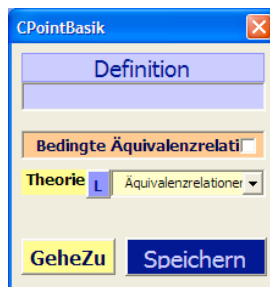 CPointBasik
Definition
Bedingte Äquivalenzrelati
Theorie L Äquivalenzrelationer
GeheZu Speichern